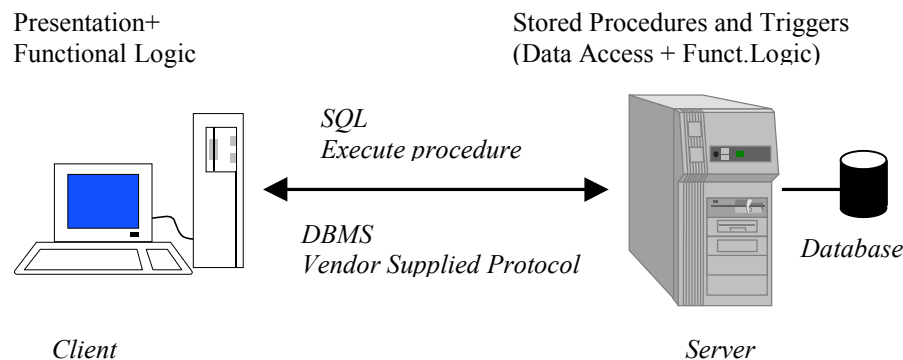 Presentation+
Functional Logic
Stored Procedures and Triggers
(Data Access + Funct.Logic)
SQL
Execute procedure
DBMS
Vendor Supplied Protocol
Database
Client
Server